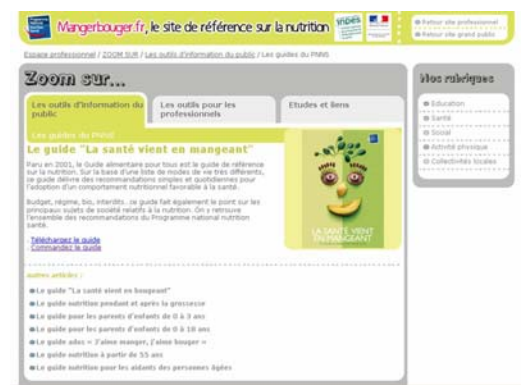 Mangerbouger.fr, le site de référence sur la nutrition
inpes
Retour site professionnel
Retour site grand public
Espace professionnel / ZOOM SUR / Les outils d'information du public / Les guides du PNNS
Zoom sur...
Les outils d'information du
public
Les outils pour les
professionnels
Etudes et liens
Les guides du PNNS
Le guide "La santé vient en mangeant"
Paru en 2001, le Guide alimentaire pour tous est le guide de référence
sur la nutrition. Sur la base d'une liste de modes de vie très différents,
ce guide délivre des recommandations simples et quotidiennes pour
l'adoption d'un comportement nutritionnel favorable à la santé.
Budget, régime, bio, interdits...ce guide fait également le point sur les
principaux sujets de société relatifs à la nutrition. On y retrouve
l'ensemble des recommandations du Programme national nutrition
santé.
- Téléchargez le guide
- Commandez le guide
LA SANTÉ VIENT
EN MANGEANT
autres articles :
Le guide "La santé vient en bougeant"
Le guide nutrition pendant et après la grossesse
Le guide pour les parents d'enfants de 0 à 3 ans
Le guide pour les parents d'enfants de 0 à 18 ans
Le guide ados « J'aime manger, j'aime bouger »
Le guide nutrition à partir de 55 ans
Le guide nutrition pour les aidants des personnes âgées
Nos rubriques
Education
Santé
Social
Activité physique
Collectivités locales